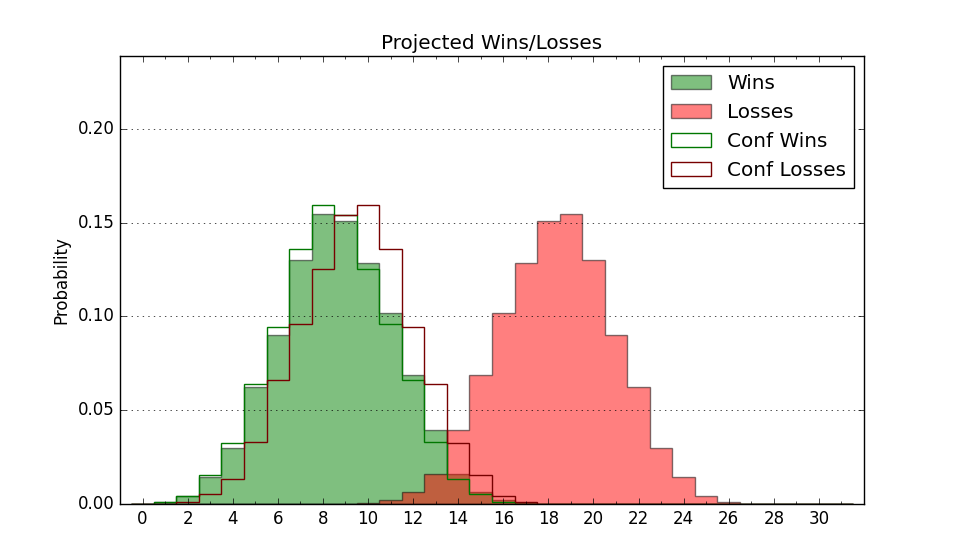 Projected Wins/Losses
Wins
Losses
Conf Wins
Conf Losses
Probability
0.20
0.15
0.10
0.05
0.00
0 2 4 6 8 10 12 14 16 18 20 22 24 26 28 30